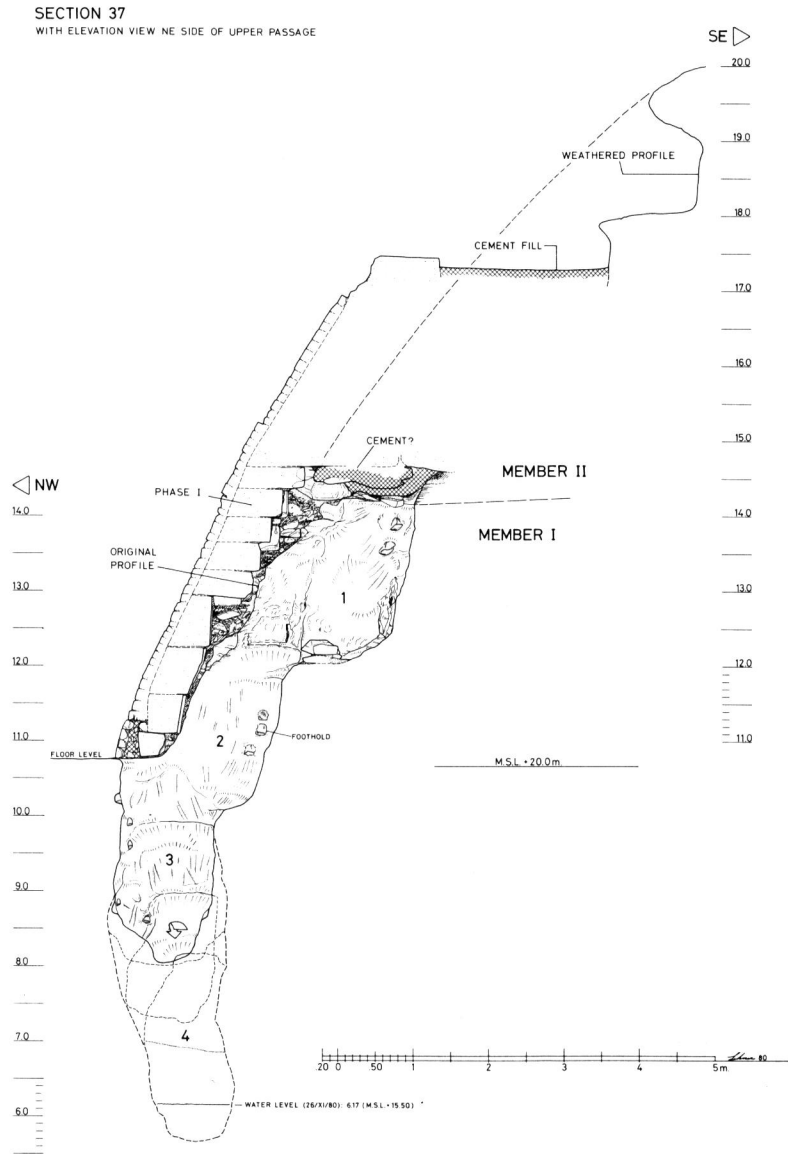 SECTION 37
WITH ELEVATION VIEW NE SIDE OF UPPER PASSAGE
SE
20.0
19.0
WEATHERED PROFILE
18.0
CEMENT FILL
17.0
16.0
15.0
CEMENT?
MEMBER II
NW
PHASE I
14.0
14.0
MEMBER I
ORIGINAL
PROFILE
13.0
13.0
1
12.0
12.0
2
FOOTHOLD
11.0
11.0
FLOOR LEVEL
M.S.L. + 20.0 m.
10.0
3
9.0
8.0
4
7.0
.20 0 .50 1 2 3 4 5 m.
80
WATER LEVEL (26/XI/80): 6.17 (M.S.L. + 15.50)
6.0